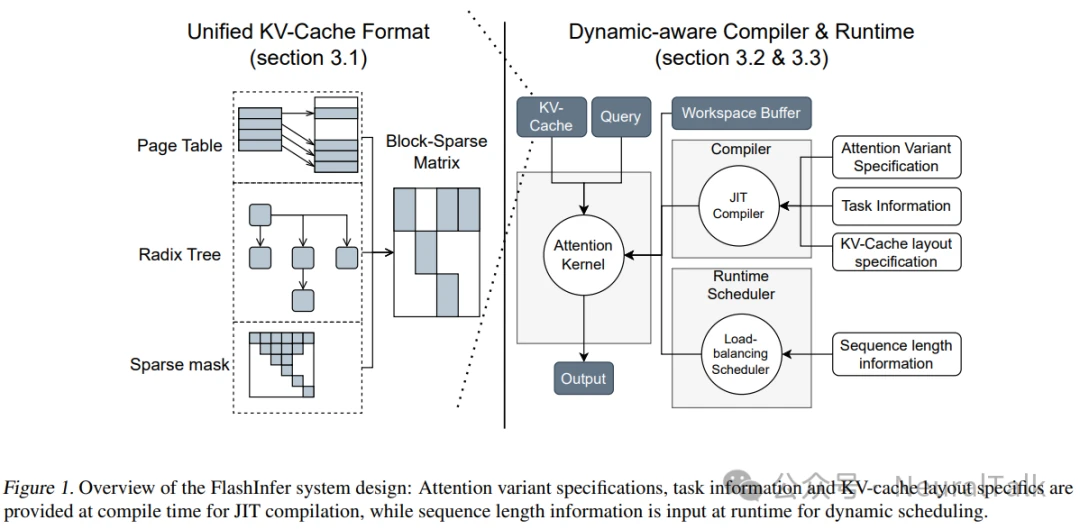 Unified KV-Cache Format
(section 3.1)
Page Table
Radix Tree
Sparse mask
Block-Sparse
Matrix
Dynamic-aware Compiler & Runtime
(section 3.2 & 3.3)
KV-
Cache
Query
Workspace Buffer
Attention
Kernel
Output
Compiler
JIT
Compiler
Attention Variant
Specification
Task Information
KV-Cache layout
specification
Runtime
Scheduler
Load-
balancing
Scheduler
Sequence length
information
公众号 · NeuralTalk
Figure 1. Overview of the FlashInfer system design: Attention variant specifications, task information and KV-cache layout specifics are
provided at compile time for JIT compilation, while sequence length information is input at runtime for dynamic scheduling.